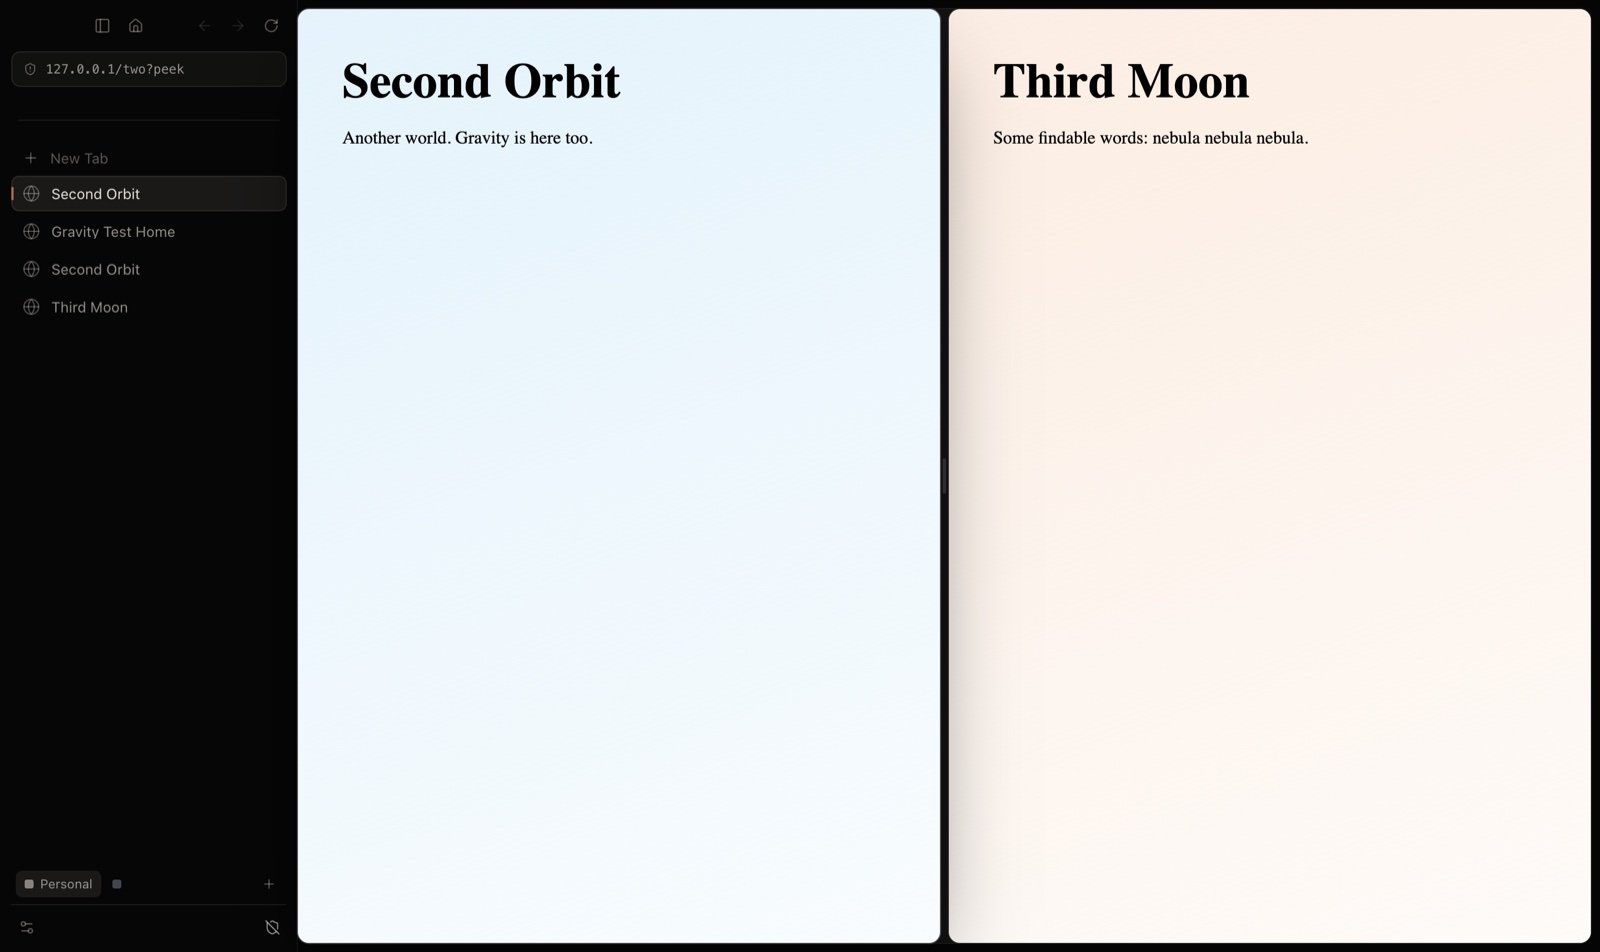 127.0.0.1/two?peek
New Tab
Second Orbit
Gravity Test Home
Second Orbit
Third Moon
Personal
Second Orbit
Another world. Gravity is here too.
Third Moon
Some findable words: nebula nebula nebula.